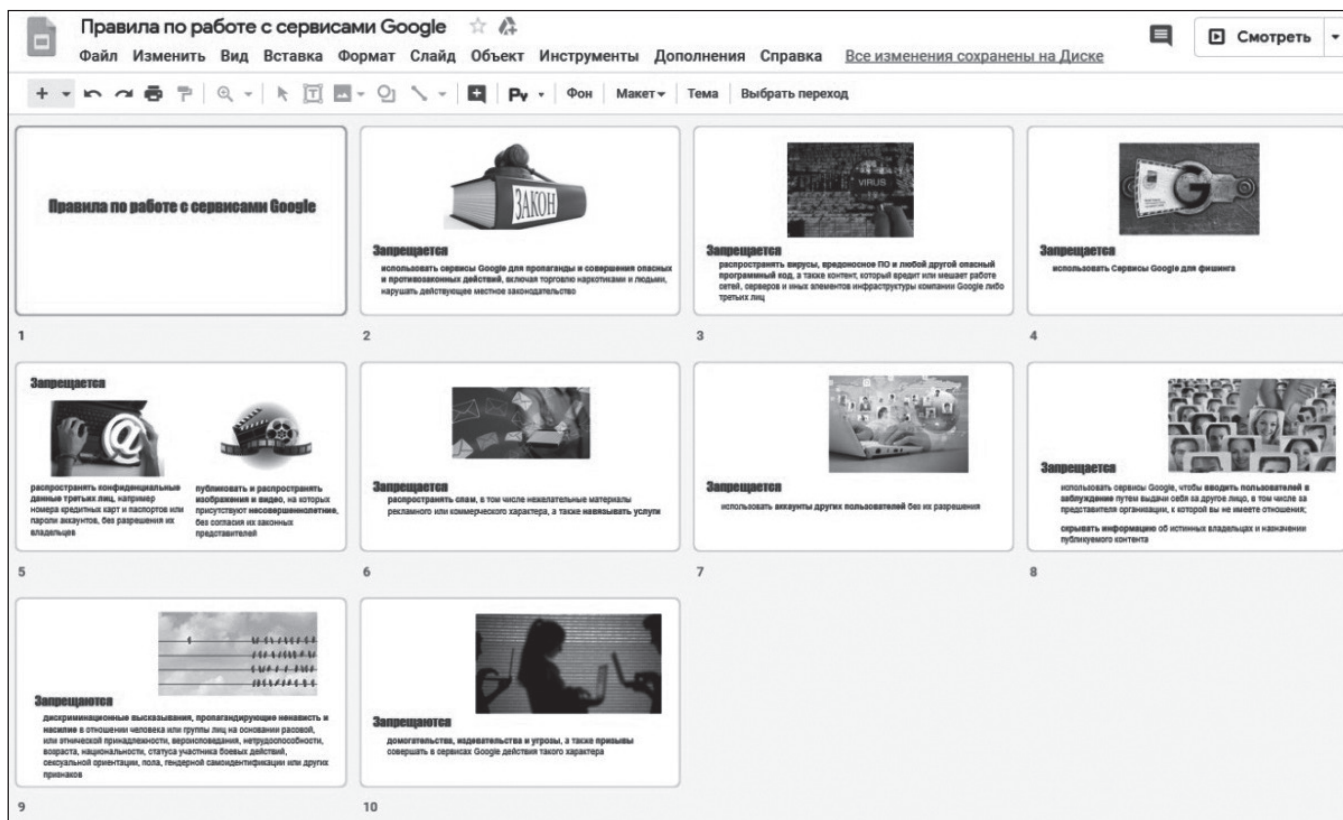 Правила по работе с сервисами Google
Смотреть
Файл Изменить Вид Вставка Формат Слайд Объект Инструменты Дополнения Справка Все изменения сохранены на Диске
Фон Макет Тема Выбрать переход
Правила по работе с сервисами Google
1
ЗАКОН
Запрещается
использовать сервисы Google для пропаганды и совершения опасных
и противозаконных действий, включая торговлю наркотиками и людьми,
нарушать действующее местное законодательство
2
VIRUS
Запрещается
распространять вирусы, вредоносное ПО и любой другой опасный
программный код, а также контент, который вредит или мешает работе
сетей, серверов и иных элементов инфраструктуры компании Google либо
третьих лиц
3
G
Запрещается
использовать Сервисы Google для фишинга
4
Запрещается
@
распространять конфиденциальные
данные третьих лиц, например
номера кредитных карт и паспортов или
пароли аккаунтов, без разрешения их
владельцев
публиковать и распространять
изображения и видео, на которых
присутствуют несовершеннолетние,
без согласия их законных
представителей
5
Запрещается
распространять спам, в том числе нежелательные материалы
рекламного или коммерческого характера, а также навязывать услуги
6
Запрещается
использовать аккаунты других пользователей без их разрешения
7
Запрещается
использовать сервисы Google, чтобы вводить пользователей в
заблуждение путем выдачи себя за другое лицо, в том числе за
представителя организации, к которой вы не имеете отношения;
скрывать информацию об истинных владельцах и назначении
публикуемого контента
8
Запрещаются
дискриминационные высказывания, пропагандирующие ненависть и
насилие в отношении человека или группы лиц на основании расовой,
или этнической принадлежности, вероисповедания, нетрудоспособности,
возраста, национальности, статуса участника боевых действий,
сексуальной ориентации, пола, гендерной самоидентификации или других
признаков
9
Запрещаются
домогательства, издевательства и угрозы, а также призывы
совершать в сервисах Google действия такого характера
10